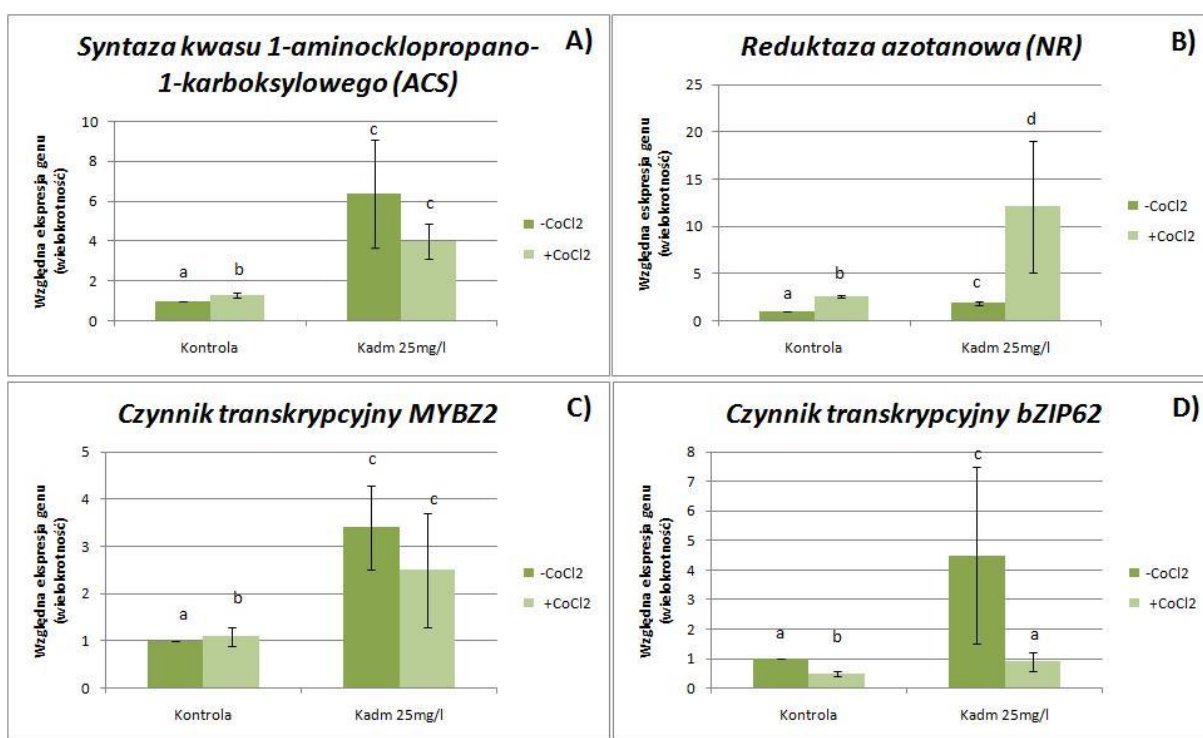 Syntaza kwasu 1-aminocklopropano-
1-karboksylowego (ACS)
A)
Względna ekspresja genu
(wielokrotność)
10
8
6
4
2
0
a
b
c
c
Kontrola
Kadm 25mg/l
-CoCl2
+CoCl2
Reduktaza azotanowa (NR)
B)
Względna eskpresja genu
(wielokrotność)
25
20
15
10
5
0
a
b
c
d
Kontrola
Kadm 25mg/l
-CoCl2
+CoCl2
Czynnik transkrypcyjny MYBZ2
C)
Względna ekspresja genu
(wielokrotność)
5
4
3
2
1
0
a
b
c
c
Kontrola
Kadm 25mg/l
-CoCl2
+CoCl2
Czynnik transkrypcyjny bZIP62
D)
Względna ekspresja genu
(wielokrotność)
8
7
6
5
4
3
2
1
0
a
b
c
a
Kontrola
Kadm 25mg/l
-CoCl2
+CoCl2